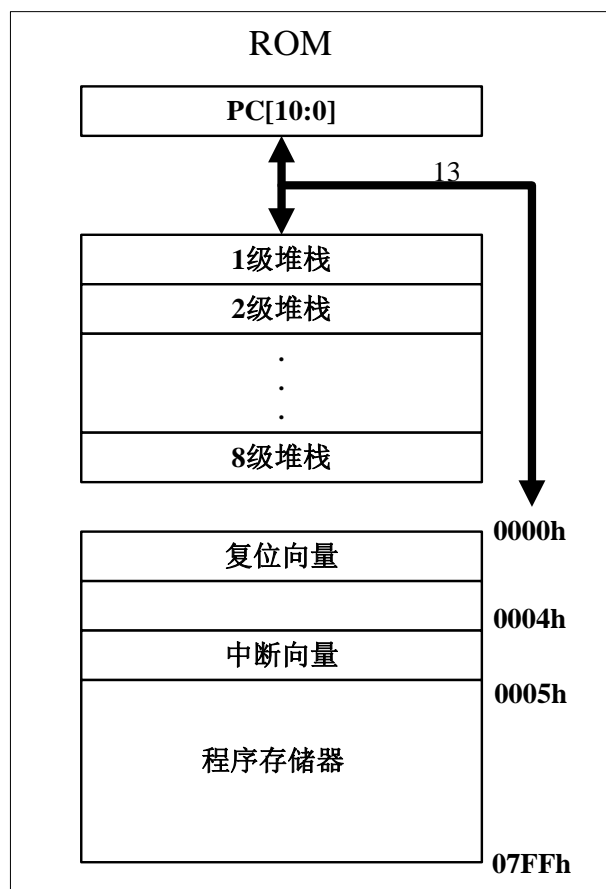 ROM
PC[10:0]
13
1级堆栈
2级堆栈
.
.
.
8级堆栈
0000h
复位向量
0004h
中断向量
0005h
程序存储器
07FFh